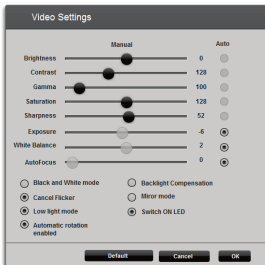 Video Settings
Manual Auto
Brightness 0
Contrast 128
Gamma 100
Saturation 128
Sharpness 52
Exposure -6
White Balance 2
AutoFocus 0
Black and White mode Backlight Compensation
Cancel Flicker Mirror mode
Low light mode Switch ON LED
Automatic rotation
enabled
Default Cancel OK